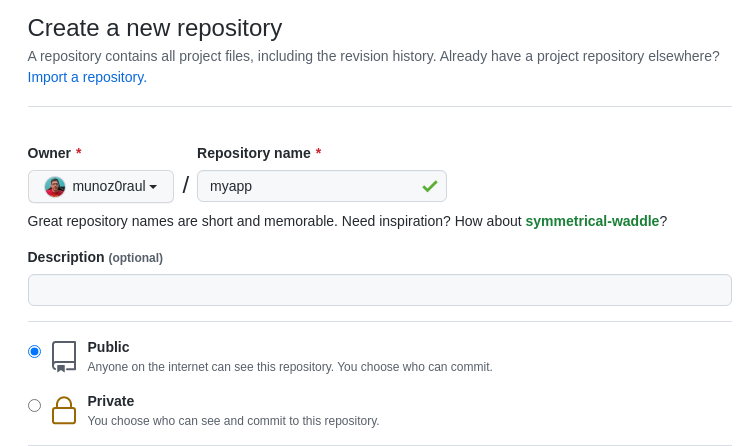 Create a new repository
A repository contains all project files, including the revision history. Already have a project repository elsewhere?
Import a repository.
Owner * Repository name *
munoz0raul / myapp
Great repository names are short and memorable. Need inspiration? How about symmetrical-waddle?
Description (optional)
Public
Anyone on the internet can see this repository. You choose who can commit.
Private
You choose who can see and commit to this repository.